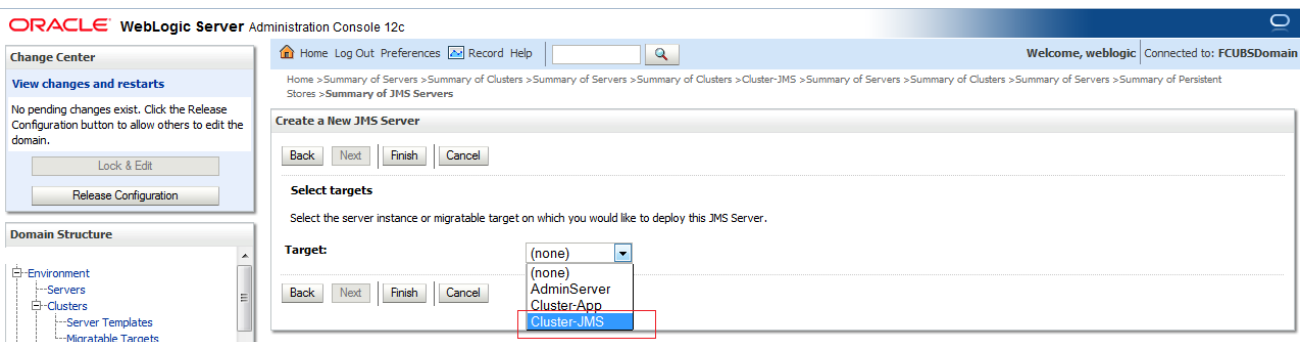 ORACLE WebLogic Server Administration Console 12c
Change Center
View changes and restarts
No pending changes exist. Click the Release
Configuration button to allow others to edit the
domain.
Lock & Edit
Release Configuration
Domain Structure
Environment
Servers
Clusters
Server Templates
Migratable Targets
Home Log Out Preferences Record Help
Welcome, weblogic Connected to: FCUBSDomain
Home >Summary of Servers >Summary of Clusters >Summary of Servers >Summary of Clusters >Cluster-JMS >Summary of Servers >Summary of Clusters >Summary of Servers >Summary of Persistent
Stores >Summary of JMS Servers
Create a New JMS Server
Back Next Finish Cancel
Select targets
Select the server instance or migratable target on which you would like to deploy this JMS Server.
Target: (none)
(none)
AdminServer
Cluster-App
Cluster-JMS
Back Next Finish Cancel